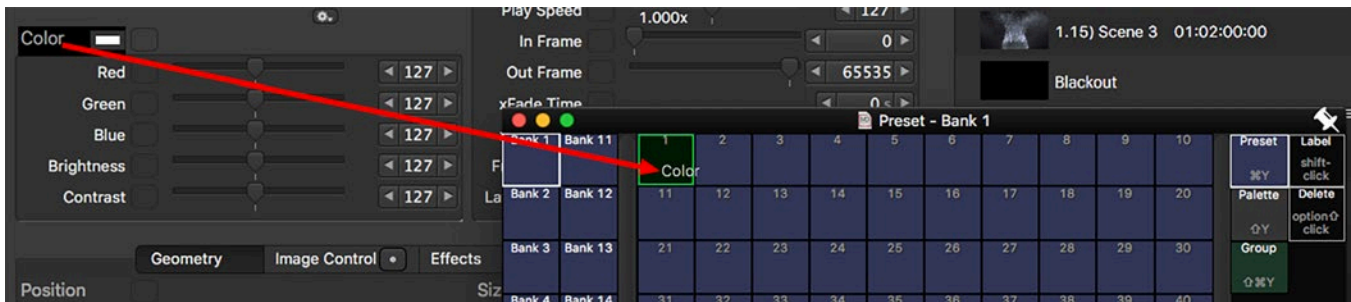 Color
Red 127
Green 127
Blue 127
Brightness 127
Contrast 127
Geometry Image Control Effects
Position
Play Speed 1.000x 127
In Frame 0
Out Frame 65535
xFade Time 0 s
1.15) Scene 3 01:02:00:00
Blackout
Preset - Bank 1
Bank 1 Bank 11 1 2 3 4 5 6 7 8 9 10 Preset Label
Color ⌘Y shift-click
Bank 2 Bank 12 11 12 13 14 15 16 17 18 19 20 Palette Delete
⇧Y option⇧ click
Bank 3 Bank 13 21 22 23 24 25 26 27 28 29 30 Group
⇧⌘Y
Bank 4 Bank 14 31 32 33 34 35 36 37 38 39 40